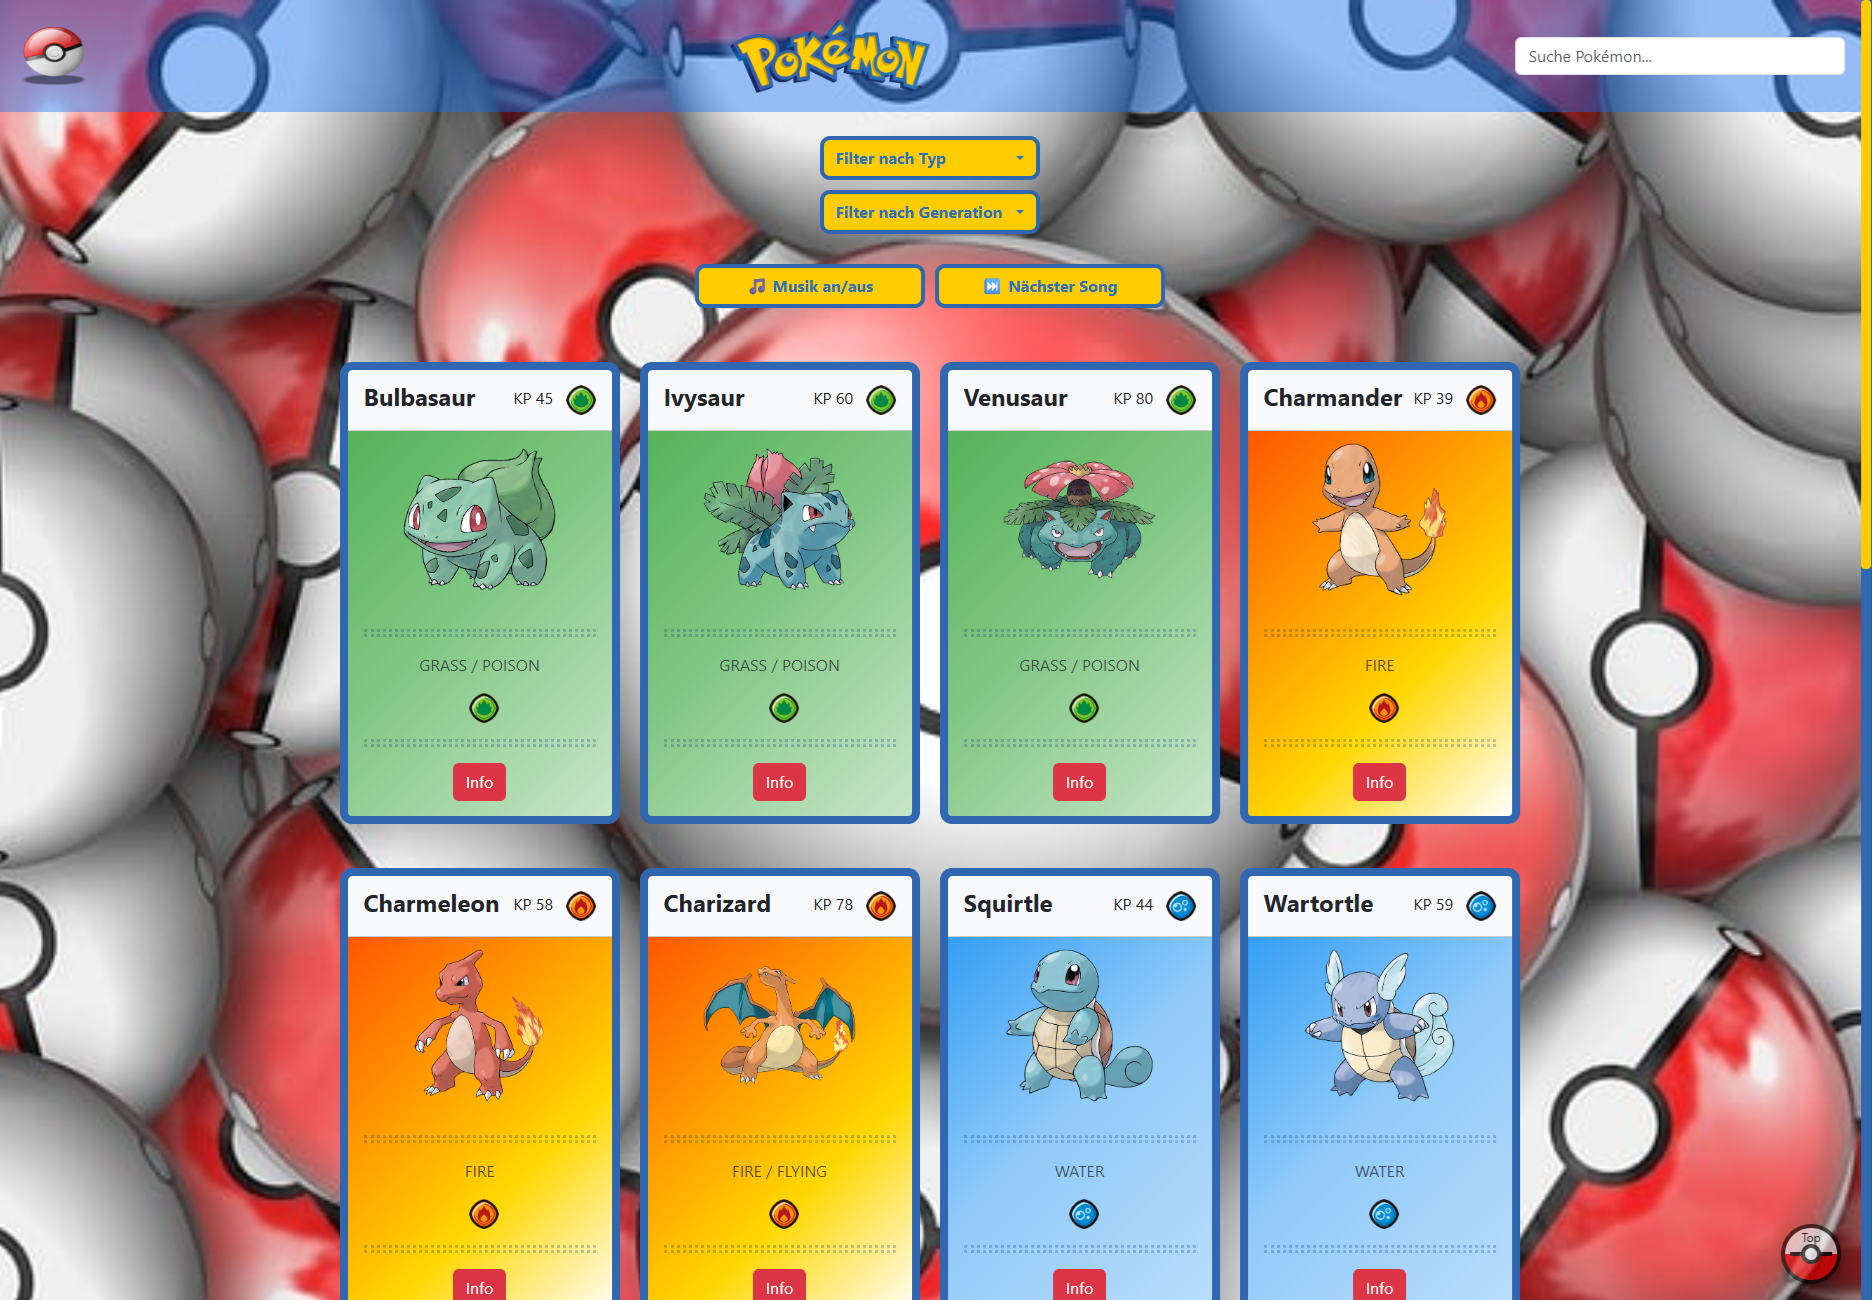 POKéMON
Suche Pokémon...
Filter nach Typ
Filter nach Generation
Musik an/aus
Nächster Song
Bulbasaur KP 45
Ivysaur KP 60
Venusaur KP 80
Charmander KP 39
GRASS / POISON
GRASS / POISON
GRASS / POISON
FIRE
Info
Info
Info
Info
Charmeleon KP 58
Charizard KP 78
Squirtle KP 44
Wartortle KP 59
FIRE
FIRE / FLYING
WATER
WATER
Top
Info
Info
Info
Info